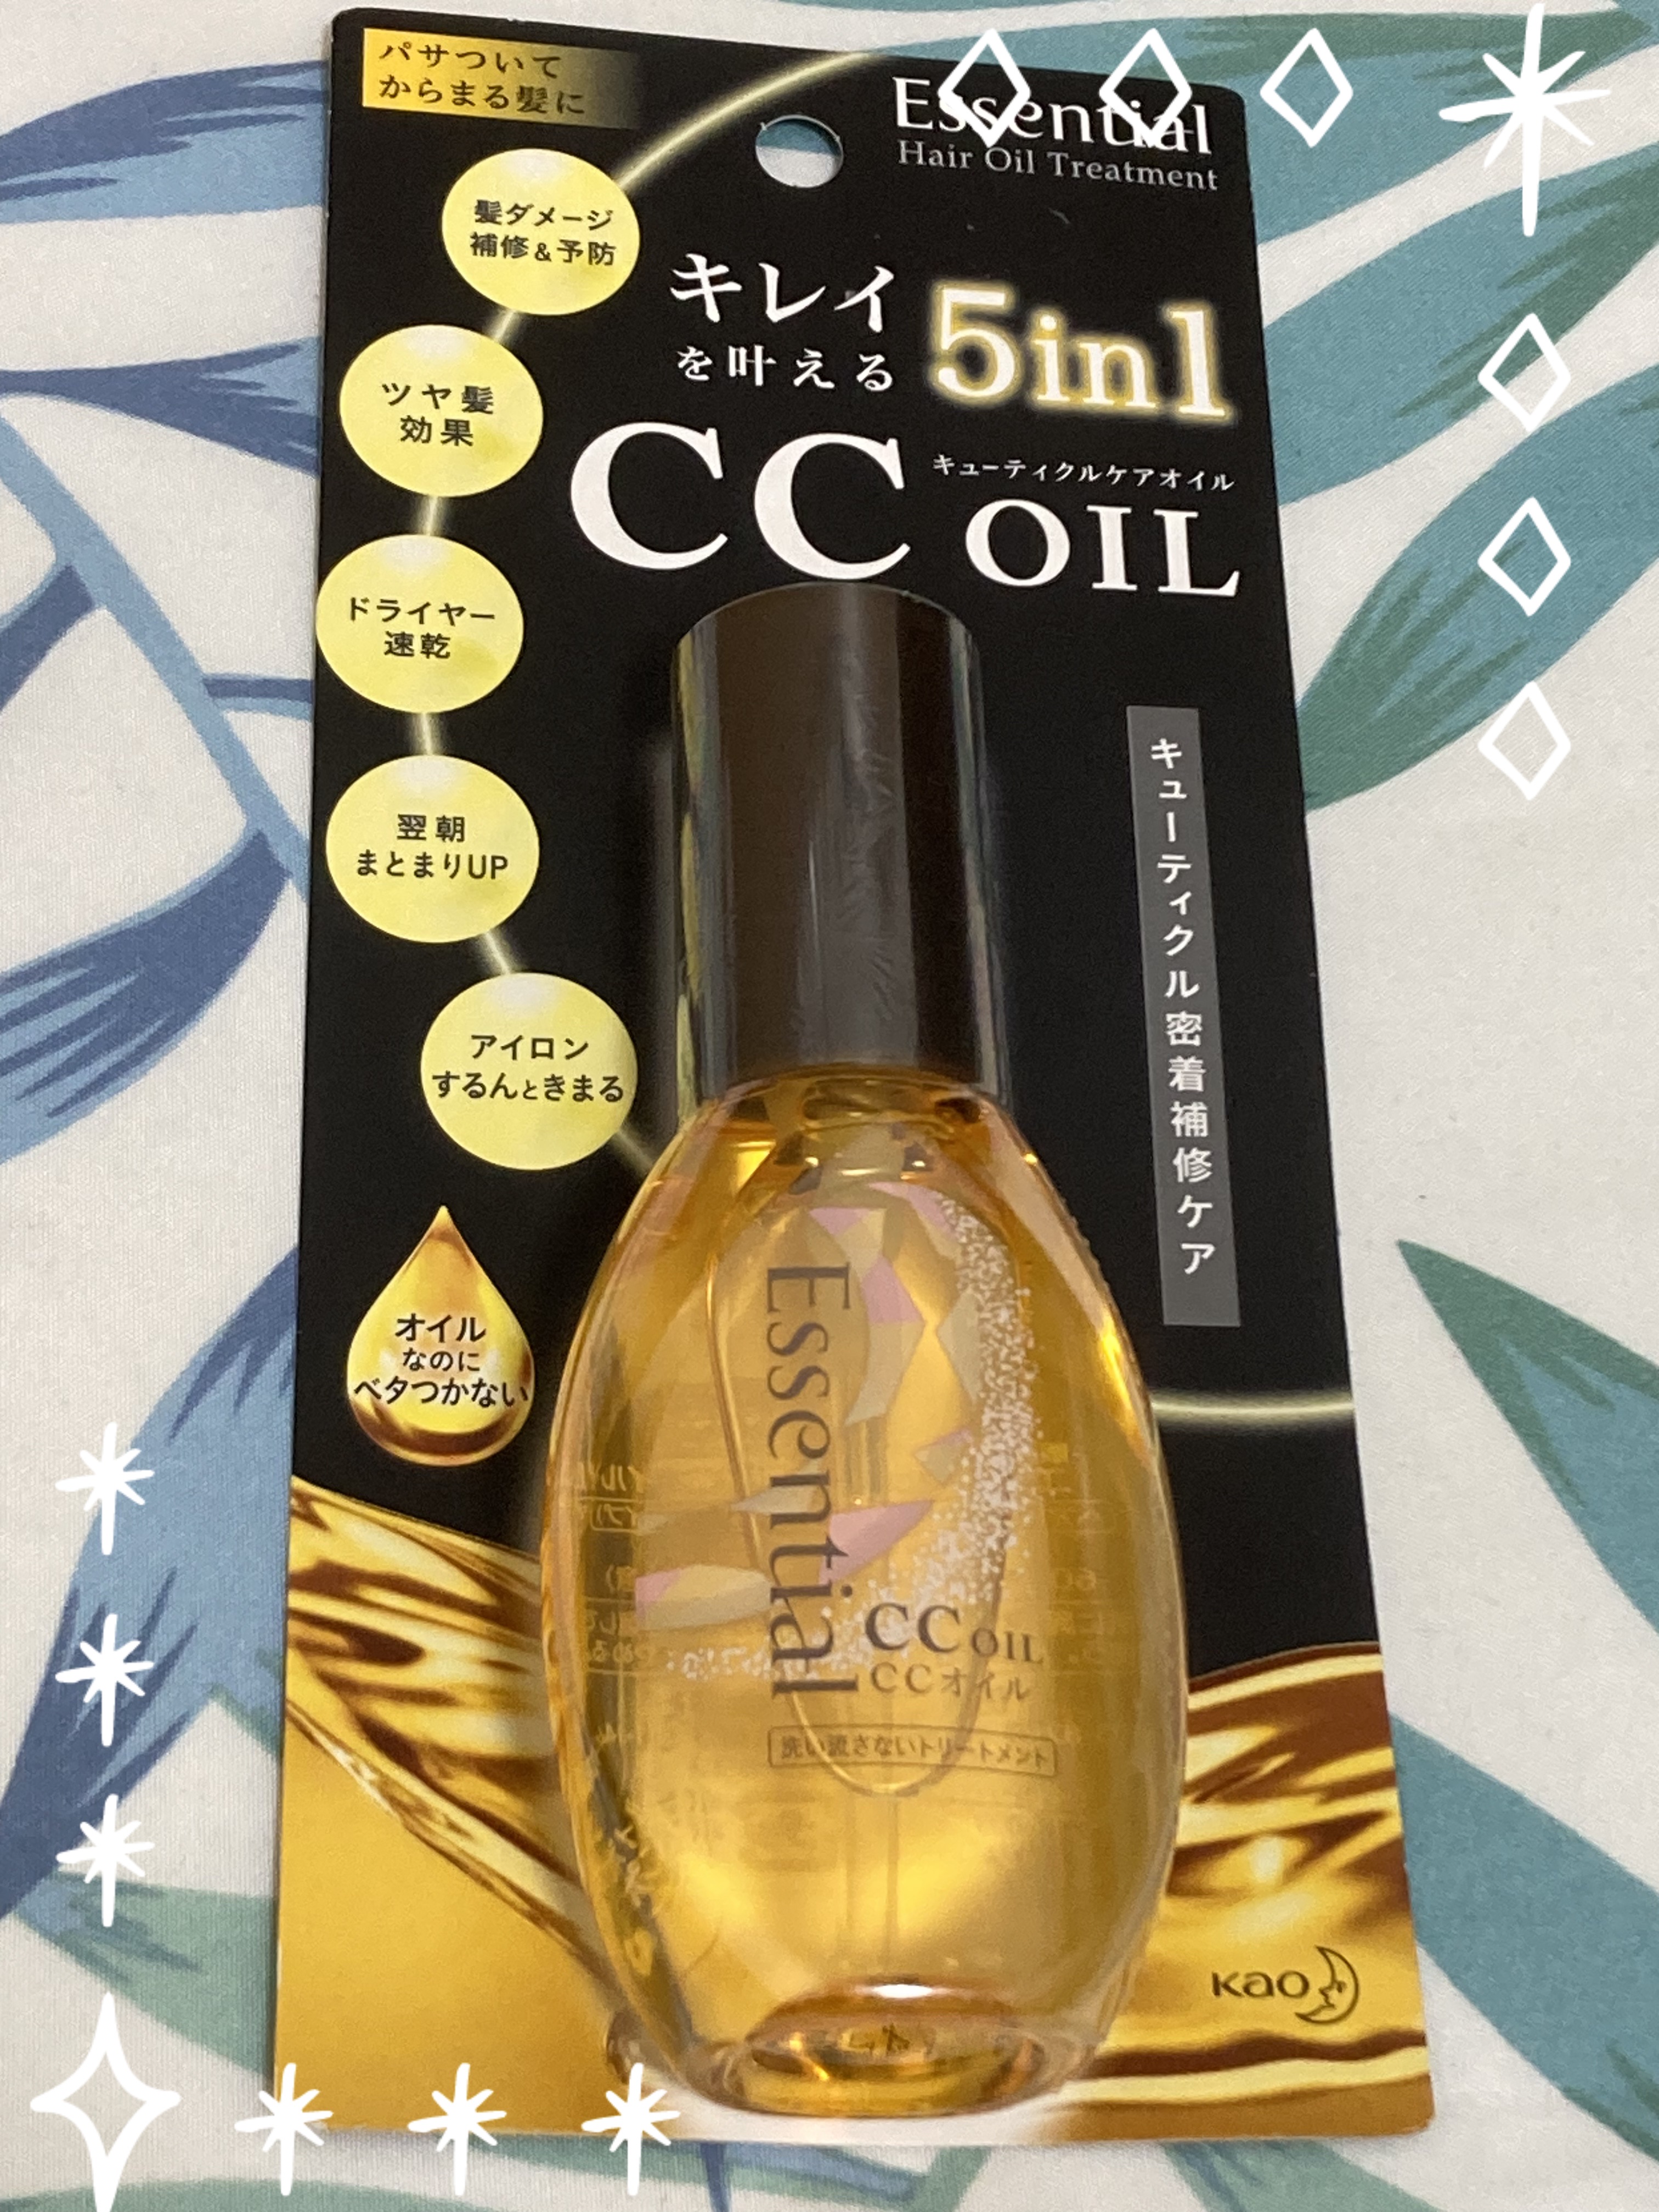 パサついて
からまる髪に
Essential
Hair Oil Treatment
髪ダメージ
補修&予防
キレイ
を叶える
5in1
ツヤ髪
効果
キューティクルケアオイル
CC OIL
ドライヤー
速乾
翌朝
まとまりUP
アイロン
するんときまる
キューティクル密着補修ケア
オイル
なのに
ベタつかない
Essential
CC OIL
CCオイル
洗い流さないトリートメント
Kao